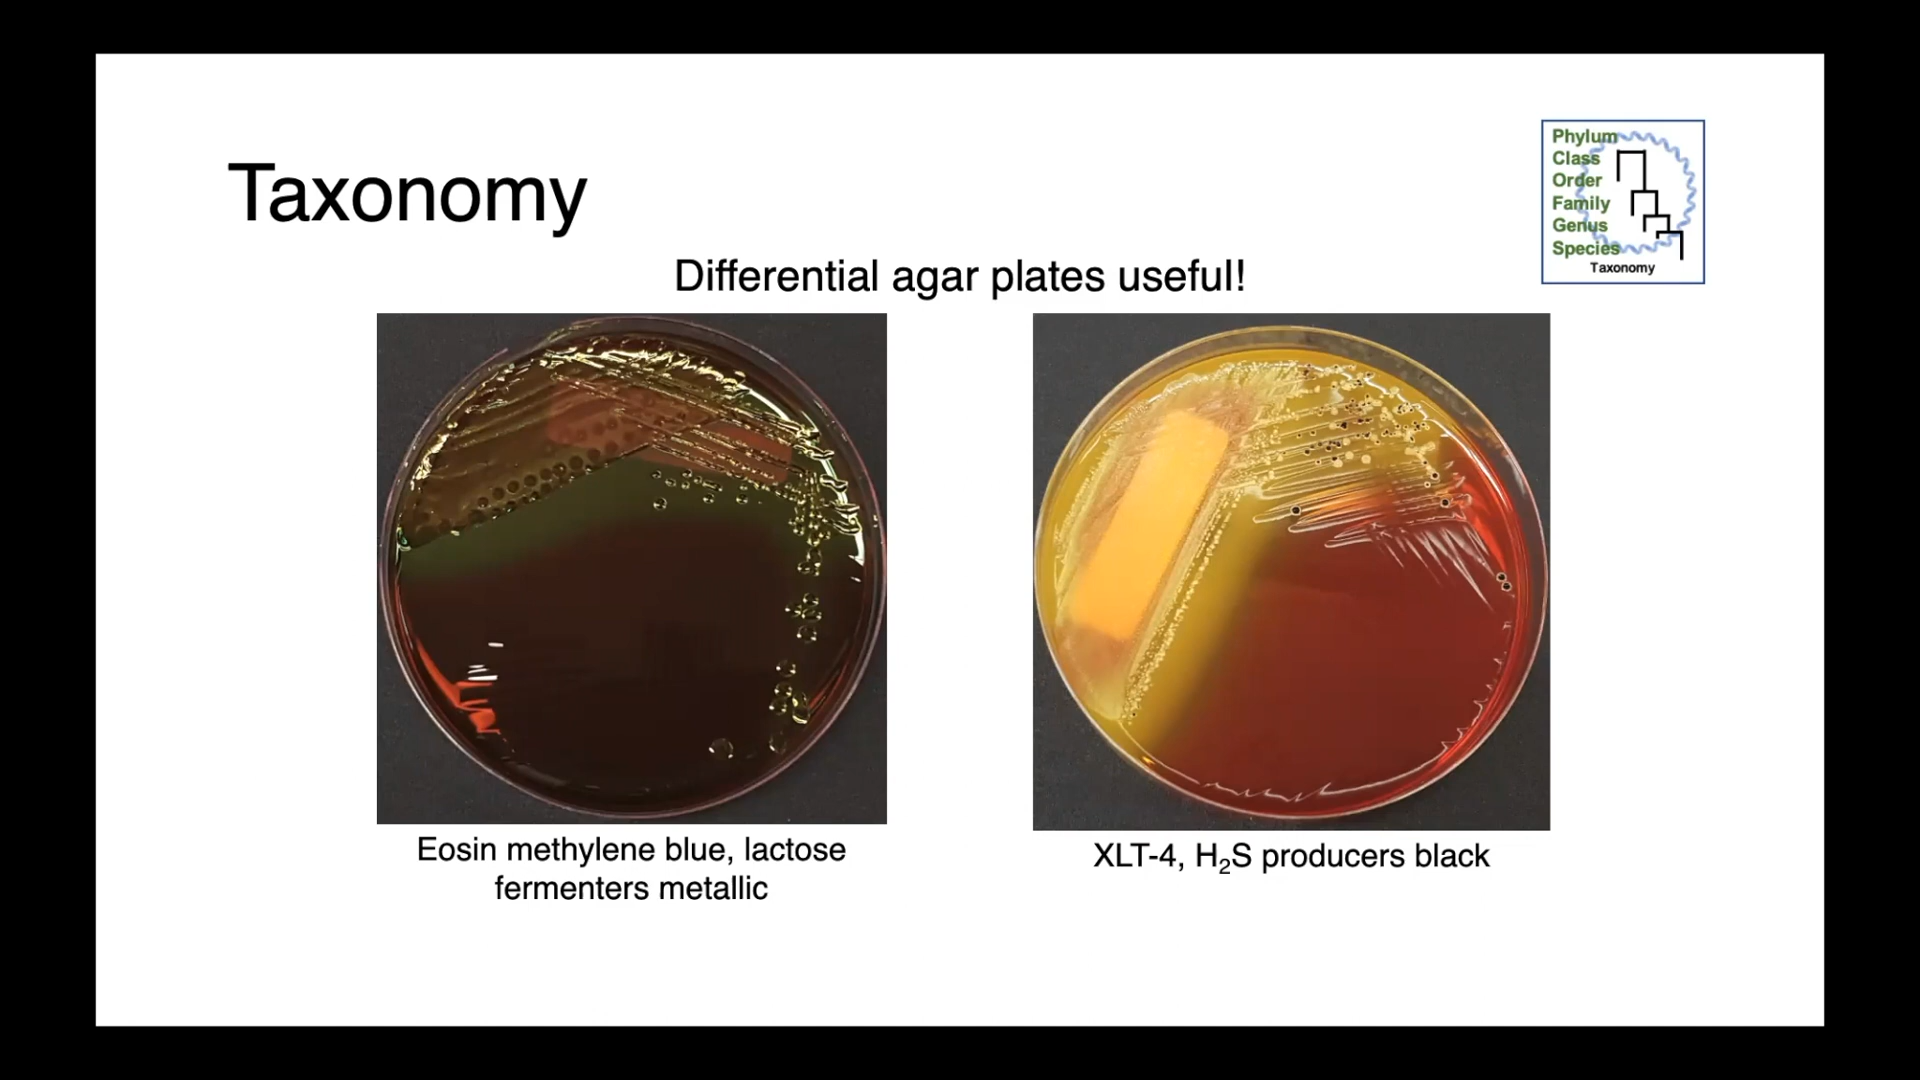 Taxonomy
Phylum
Class
Order
Family
Genus
Species
Taxonomy
Differential agar plates useful!
Eosin methylene blue, lactose
fermenters metallic
XLT-4, H₂S producers black